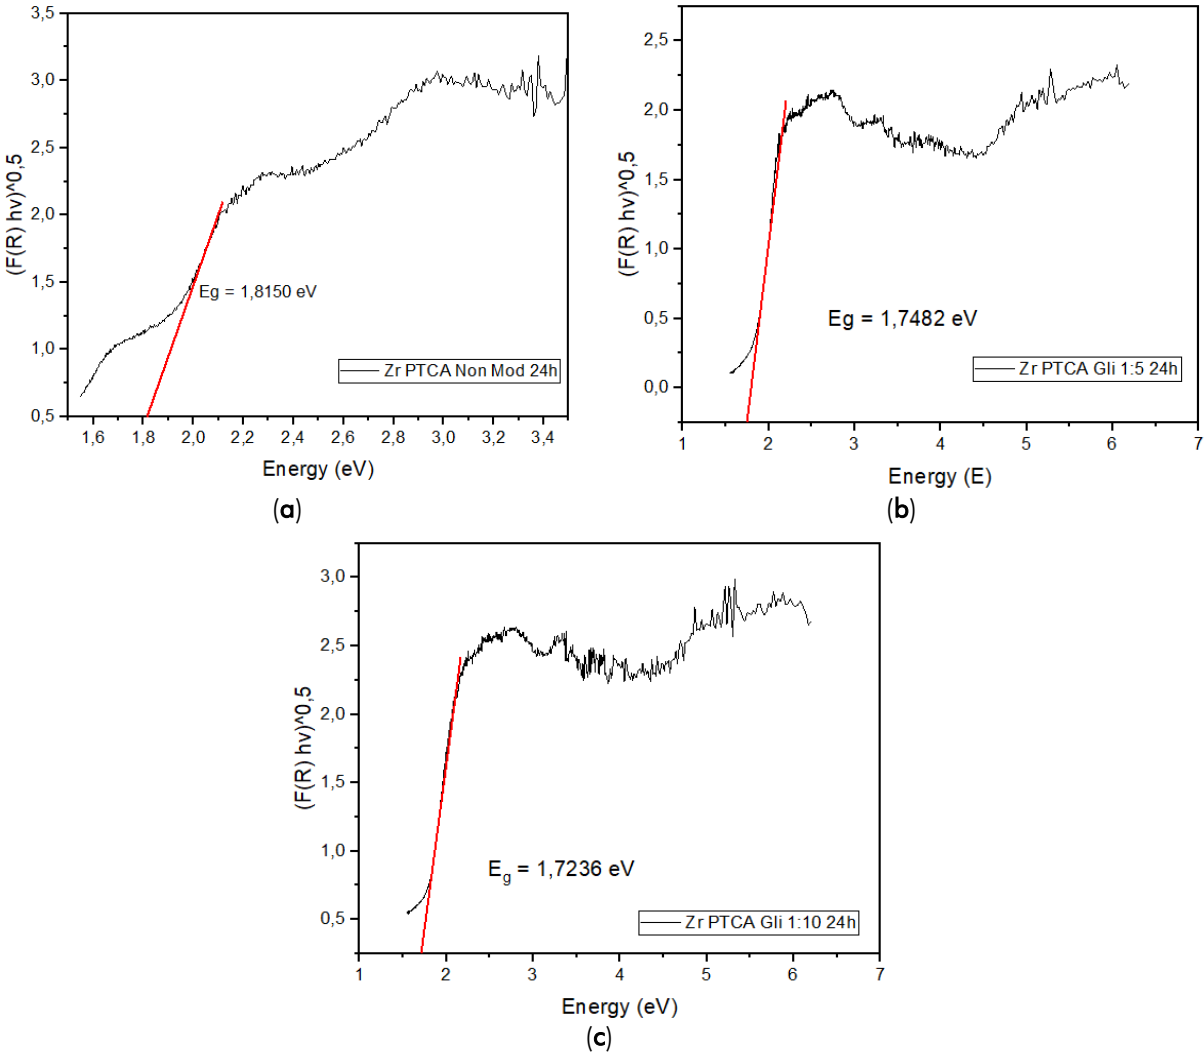 3,5
3,0
2,5
2,0
1,5
1,0
0,5
(F(R) hv)^0,5
Eg = 1,8150 eV
Zr PTCA Non Mod 24h
1,6 1,8 2,0 2,2 2,4 2,6 2,8 3,0 3,2 3,4
Energy (eV)
(a)
2,5
2,0
1,5
1,0
0,5
0,0
(F(R) hv)^0,5
Eg = 1,7482 eV
Zr PTCA Gli 1:5 24h
1 2 3 4 5 6 7
Energy (E)
(b)
3,0
2,5
2,0
1,5
1,0
0,5
(F(R) hv)^0,5
Eg = 1,7236 eV
Zr PTCA Gli 1:10 24h
1 2 3 4 5 6 7
Energy (eV)
(c)